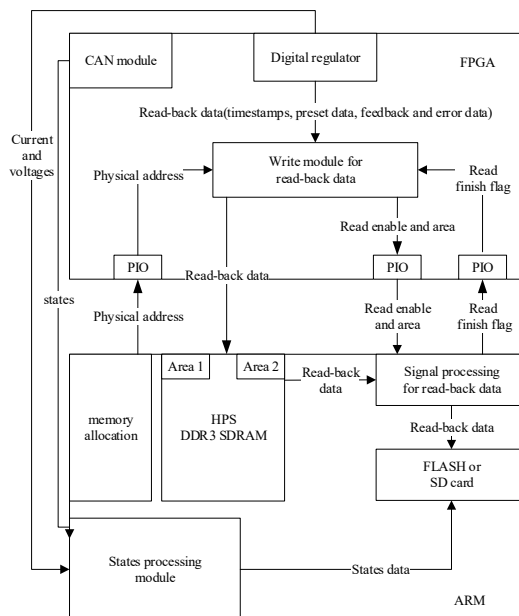 CAN module
Digital regulator
FPGA
Read-back data(timestamps, preset data, feedback and error data)
Current
and
voltages
Physical address
Write module for
read-back data
Read
finish flag
Read enable and area
PIO
PIO
PIO
Read-back data
states
Physical address
Read enable
and area
Read
finish flag
Area 1
Area 2
memory
allocation
HPS
DDR3 SDRAM
Read-back
data
Signal processing
for read-back data
Read-back data
FLASH or
SD card
States processing
module
States data
ARM